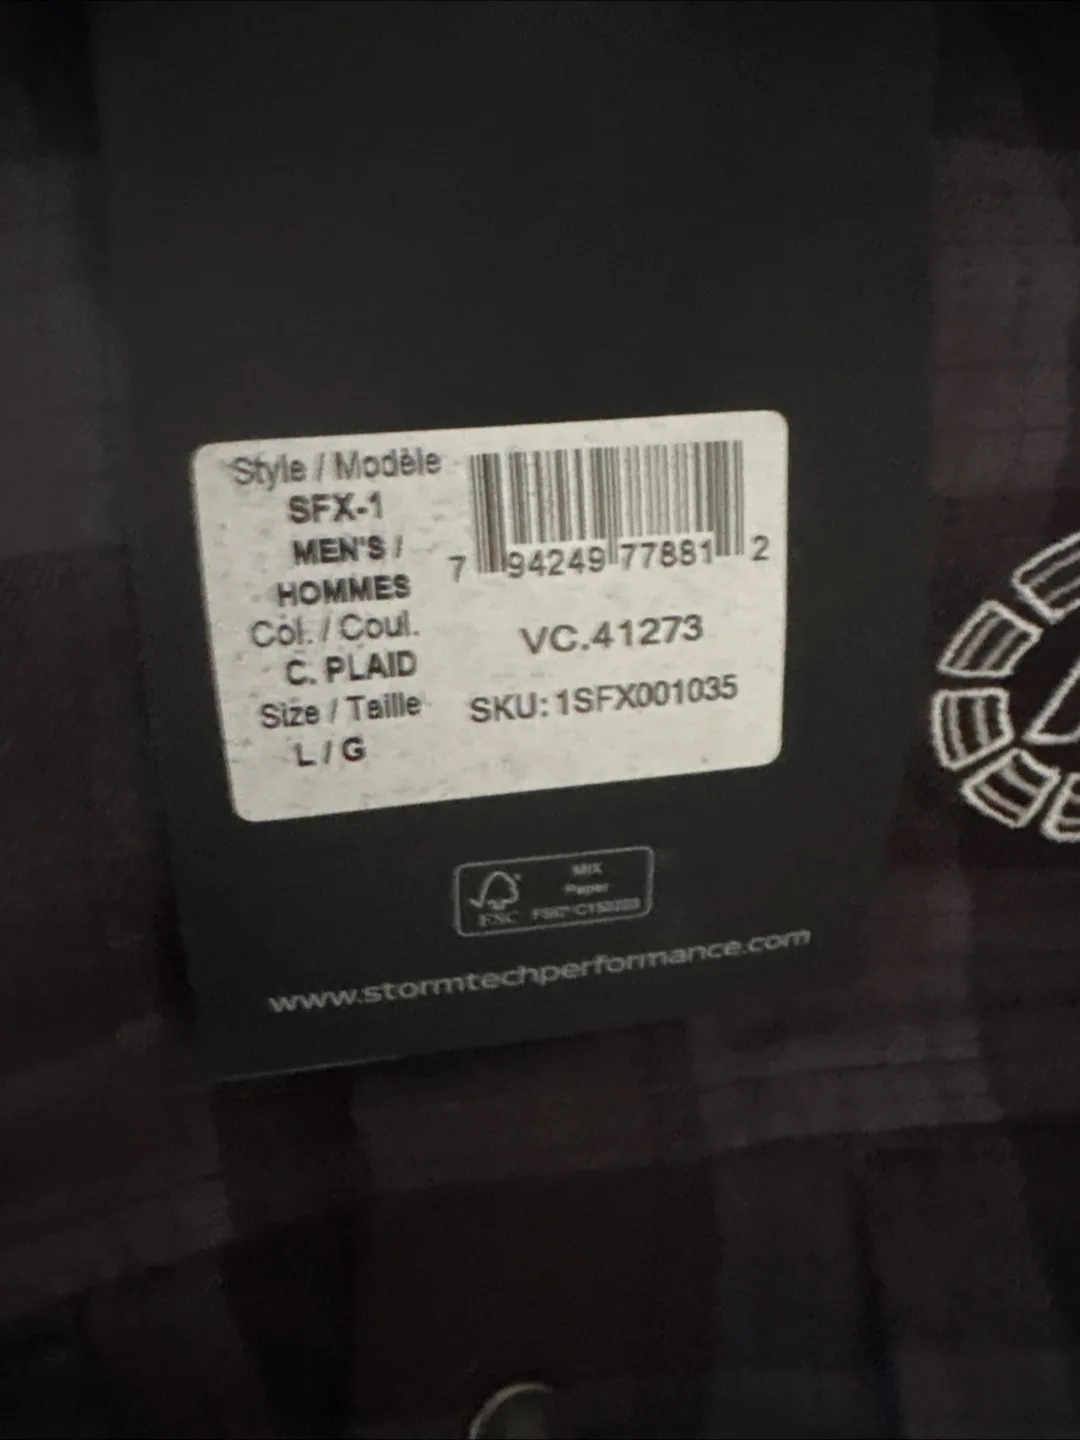 Style / Modèle
SFX-1
MEN'S /
HOMMES
Col. / Coul.
C. PLAID
Size / Taille
L / G
7 94249 77881 2
VC.41273
SKU: 1SFX001035
MIX
Paper
FSC
www.stormtechperformance.com